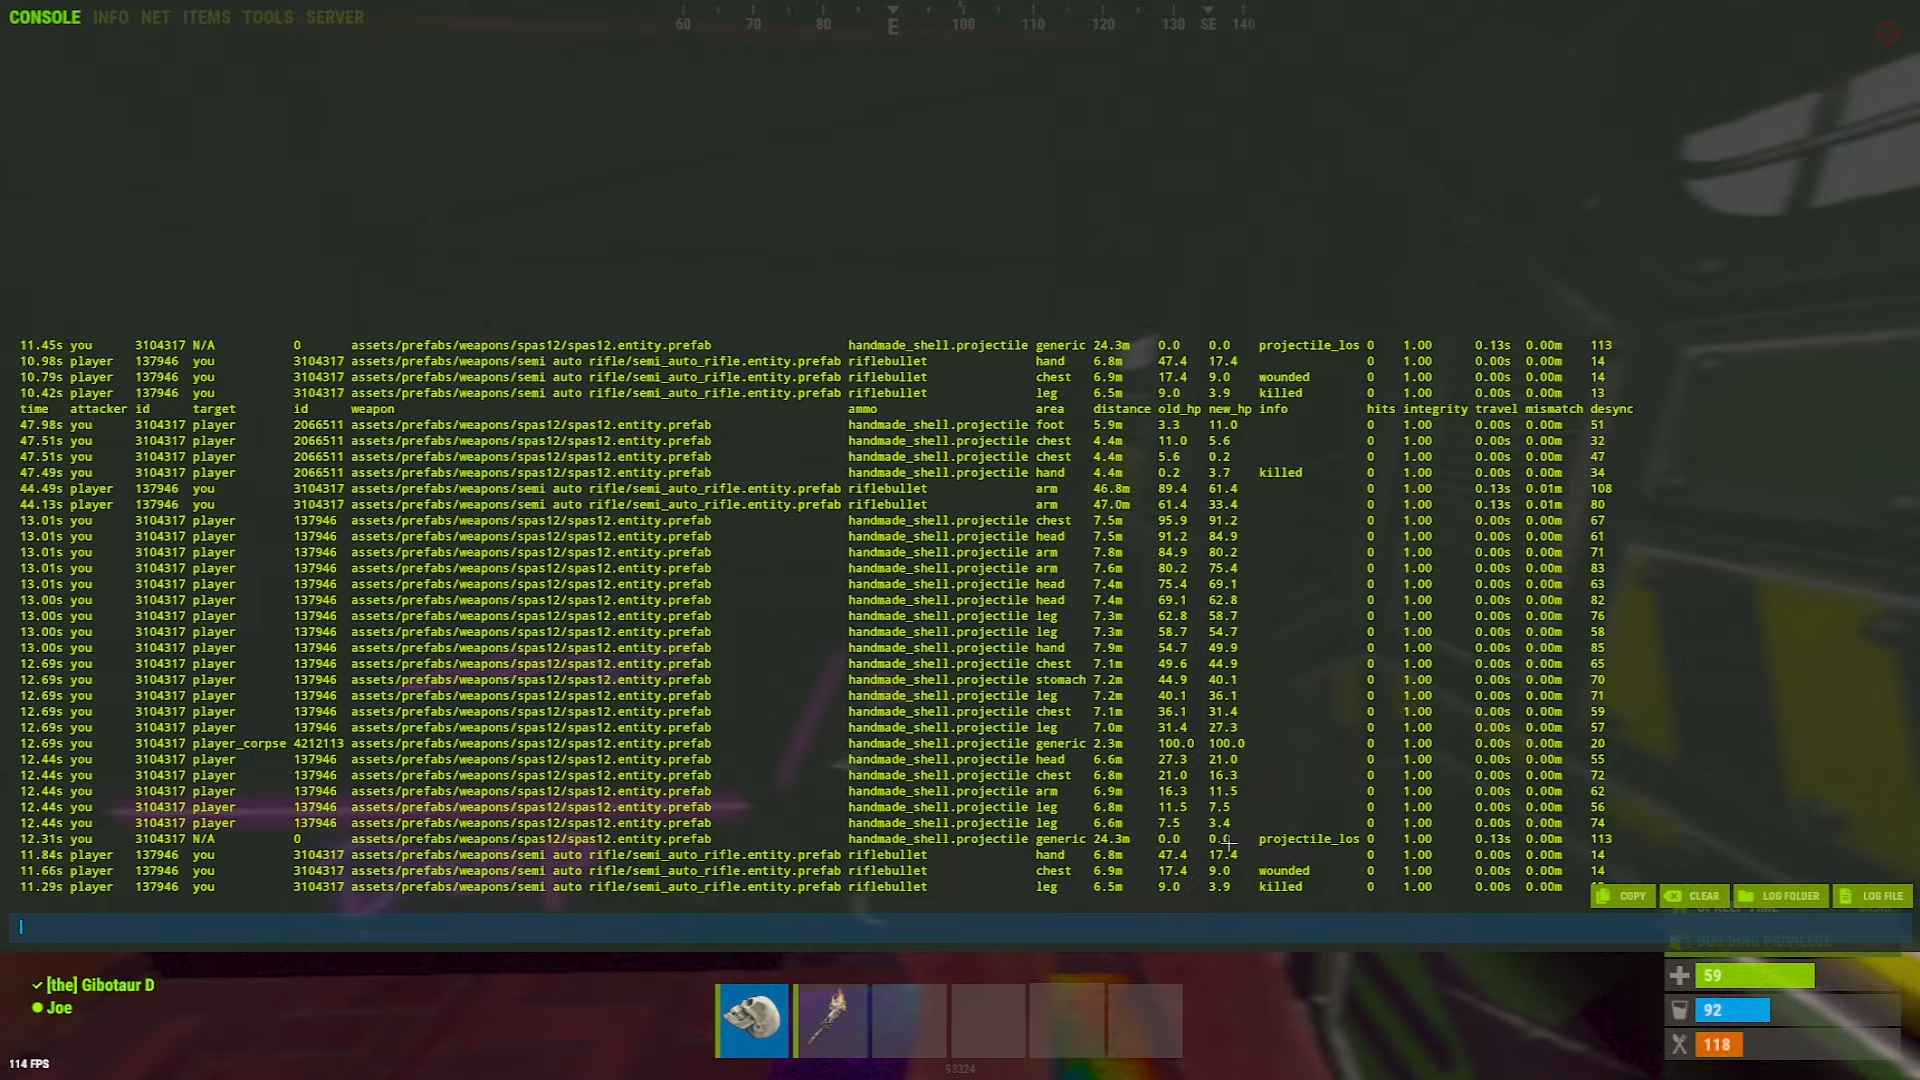 CONSOLE INFO NET ITEMS TOOLS SERVER
60 70 80 E 100 110 120 130 SE 140
11.45s you 3104317 N/A 0 assets/prefabs/weapons/spas12/spas12.entity.prefab handmade_shell.projectile generic 24.3m 0.0 0.0 projectile_los 0 1.00 0.13s 0.00m 113
10.98s player 137946 you 3104317 assets/prefabs/weapons/semi auto rifle/semi_auto_rifle.entity.prefab riflebullet hand 6.8m 47.4 17.4 0 1.00 0.00s 0.00m 14
10.79s player 137946 you 3104317 assets/prefabs/weapons/semi auto rifle/semi_auto_rifle.entity.prefab riflebullet chest 6.9m 17.4 9.0 wounded 0 1.00 0.00s 0.00m 14
10.42s player 137946 you 3104317 assets/prefabs/weapons/semi auto rifle/semi_auto_rifle.entity.prefab riflebullet leg 6.5m 9.0 3.9 killed 0 1.00 0.00s 0.00m 13
time attacker id target id weapon ammo area distance old_hp new_hp info hits integrity travel mismatch desync
47.98s you 3104317 player 2066511 assets/prefabs/weapons/spas12/spas12.entity.prefab handmade_shell.projectile foot 5.9m 3.3 11.0 0 1.00 0.00s 0.00m 51
47.51s you 3104317 player 2066511 assets/prefabs/weapons/spas12/spas12.entity.prefab handmade_shell.projectile chest 4.4m 11.0 5.6 0 1.00 0.00s 0.00m 32
47.51s you 3104317 player 2066511 assets/prefabs/weapons/spas12/spas12.entity.prefab handmade_shell.projectile chest 4.4m 5.6 0.2 0 1.00 0.00s 0.00m 47
47.49s you 3104317 player 2066511 assets/prefabs/weapons/spas12/spas12.entity.prefab handmade_shell.projectile hand 4.4m 0.2 3.7 killed 0 1.00 0.00s 0.00m 34
44.49s player 137946 you 3104317 assets/prefabs/weapons/semi auto rifle/semi_auto_rifle.entity.prefab riflebullet arm 46.8m 89.4 61.4 0 1.00 0.13s 0.01m 108
44.13s player 137946 you 3104317 assets/prefabs/weapons/semi auto rifle/semi_auto_rifle.entity.prefab riflebullet arm 47.0m 61.4 33.4 0 1.00 0.13s 0.01m 80
13.01s you 3104317 player 137946 assets/prefabs/weapons/spas12/spas12.entity.prefab handmade_shell.projectile chest 7.5m 95.9 91.2 0 1.00 0.00s 0.00m 67
13.01s you 3104317 player 137946 assets/prefabs/weapons/spas12/spas12.entity.prefab handmade_shell.projectile head 7.5m 91.2 84.9 0 1.00 0.00s 0.00m 61
13.01s you 3104317 player 137946 assets/prefabs/weapons/spas12/spas12.entity.prefab handmade_shell.projectile arm 7.8m 84.9 80.2 0 1.00 0.00s 0.00m 71
13.01s you 3104317 player 137946 assets/prefabs/weapons/spas12/spas12.entity.prefab handmade_shell.projectile arm 7.6m 80.2 75.4 0 1.00 0.00s 0.00m 83
13.01s you 3104317 player 137946 assets/prefabs/weapons/spas12/spas12.entity.prefab handmade_shell.projectile head 7.4m 75.4 69.1 0 1.00 0.00s 0.00m 63
13.00s you 3104317 player 137946 assets/prefabs/weapons/spas12/spas12.entity.prefab handmade_shell.projectile head 7.4m 69.1 62.8 0 1.00 0.00s 0.00m 82
13.00s you 3104317 player 137946 assets/prefabs/weapons/spas12/spas12.entity.prefab handmade_shell.projectile leg 7.3m 62.8 58.7 0 1.00 0.00s 0.00m 76
13.00s you 3104317 player 137946 assets/prefabs/weapons/spas12/spas12.entity.prefab handmade_shell.projectile leg 7.3m 58.7 54.7 0 1.00 0.00s 0.00m 58
13.00s you 3104317 player 137946 assets/prefabs/weapons/spas12/spas12.entity.prefab handmade_shell.projectile hand 7.9m 54.7 49.9 0 1.00 0.00s 0.00m 85
12.69s you 3104317 player 137946 assets/prefabs/weapons/spas12/spas12.entity.prefab handmade_shell.projectile chest 7.1m 49.6 44.9 0 1.00 0.00s 0.00m 65
12.69s you 3104317 player 137946 assets/prefabs/weapons/spas12/spas12.entity.prefab handmade_shell.projectile stomach 7.2m 44.9 40.1 0 1.00 0.00s 0.00m 70
12.69s you 3104317 player 137946 assets/prefabs/weapons/spas12/spas12.entity.prefab handmade_shell.projectile leg 7.2m 40.1 36.1 0 1.00 0.00s 0.00m 71
12.69s you 3104317 player 137946 assets/prefabs/weapons/spas12/spas12.entity.prefab handmade_shell.projectile chest 7.1m 36.1 31.4 0 1.00 0.00s 0.00m 59
12.69s you 3104317 player 137946 assets/prefabs/weapons/spas12/spas12.entity.prefab handmade_shell.projectile leg 7.0m 31.4 27.3 0 1.00 0.00s 0.00m 57
12.69s you 3104317 player_corpse 4212113 assets/prefabs/weapons/spas12/spas12.entity.prefab handmade_shell.projectile generic 2.3m 100.0 100.0 0 1.00 0.00s 0.00m 20
12.44s you 3104317 player 137946 assets/prefabs/weapons/spas12/spas12.entity.prefab handmade_shell.projectile head 6.6m 27.3 21.0 0 1.00 0.00s 0.00m 55
12.44s you 3104317 player 137946 assets/prefabs/weapons/spas12/spas12.entity.prefab handmade_shell.projectile chest 6.8m 21.0 16.3 0 1.00 0.00s 0.00m 72
12.44s you 3104317 player 137946 assets/prefabs/weapons/spas12/spas12.entity.prefab handmade_shell.projectile arm 6.9m 16.3 11.5 0 1.00 0.00s 0.00m 62
12.44s you 3104317 player 137946 assets/prefabs/weapons/spas12/spas12.entity.prefab handmade_shell.projectile leg 6.8m 11.5 7.5 0 1.00 0.00s 0.00m 56
12.44s you 3104317 player 137946 assets/prefabs/weapons/spas12/spas12.entity.prefab handmade_shell.projectile leg 6.6m 7.5 3.4 0 1.00 0.00s 0.00m 74
12.31s you 3104317 N/A 0 assets/prefabs/weapons/spas12/spas12.entity.prefab handmade_shell.projectile generic 24.3m 0.0 0.0 projectile_los 0 1.00 0.13s 0.00m 113
11.84s player 137946 you 3104317 assets/prefabs/weapons/semi auto rifle/semi_auto_rifle.entity.prefab riflebullet hand 6.8m 47.4 17.4 0 1.00 0.00s 0.00m 14
11.66s player 137946 you 3104317 assets/prefabs/weapons/semi auto rifle/semi_auto_rifle.entity.prefab riflebullet chest 6.9m 17.4 9.0 wounded 0 1.00 0.00s 0.00m 14
11.29s player 137946 you 3104317 assets/prefabs/weapons/semi auto rifle/semi_auto_rifle.entity.prefab riflebullet leg 6.5m 9.0 3.9 killed 0 1.00 0.00s 0.00m
COPY CLEAR LOG FOLDER LOG FILE
BUILDING PRIVILEGE
[the] Gibotaur D
Joe
59
92
118
114 FPS
93324